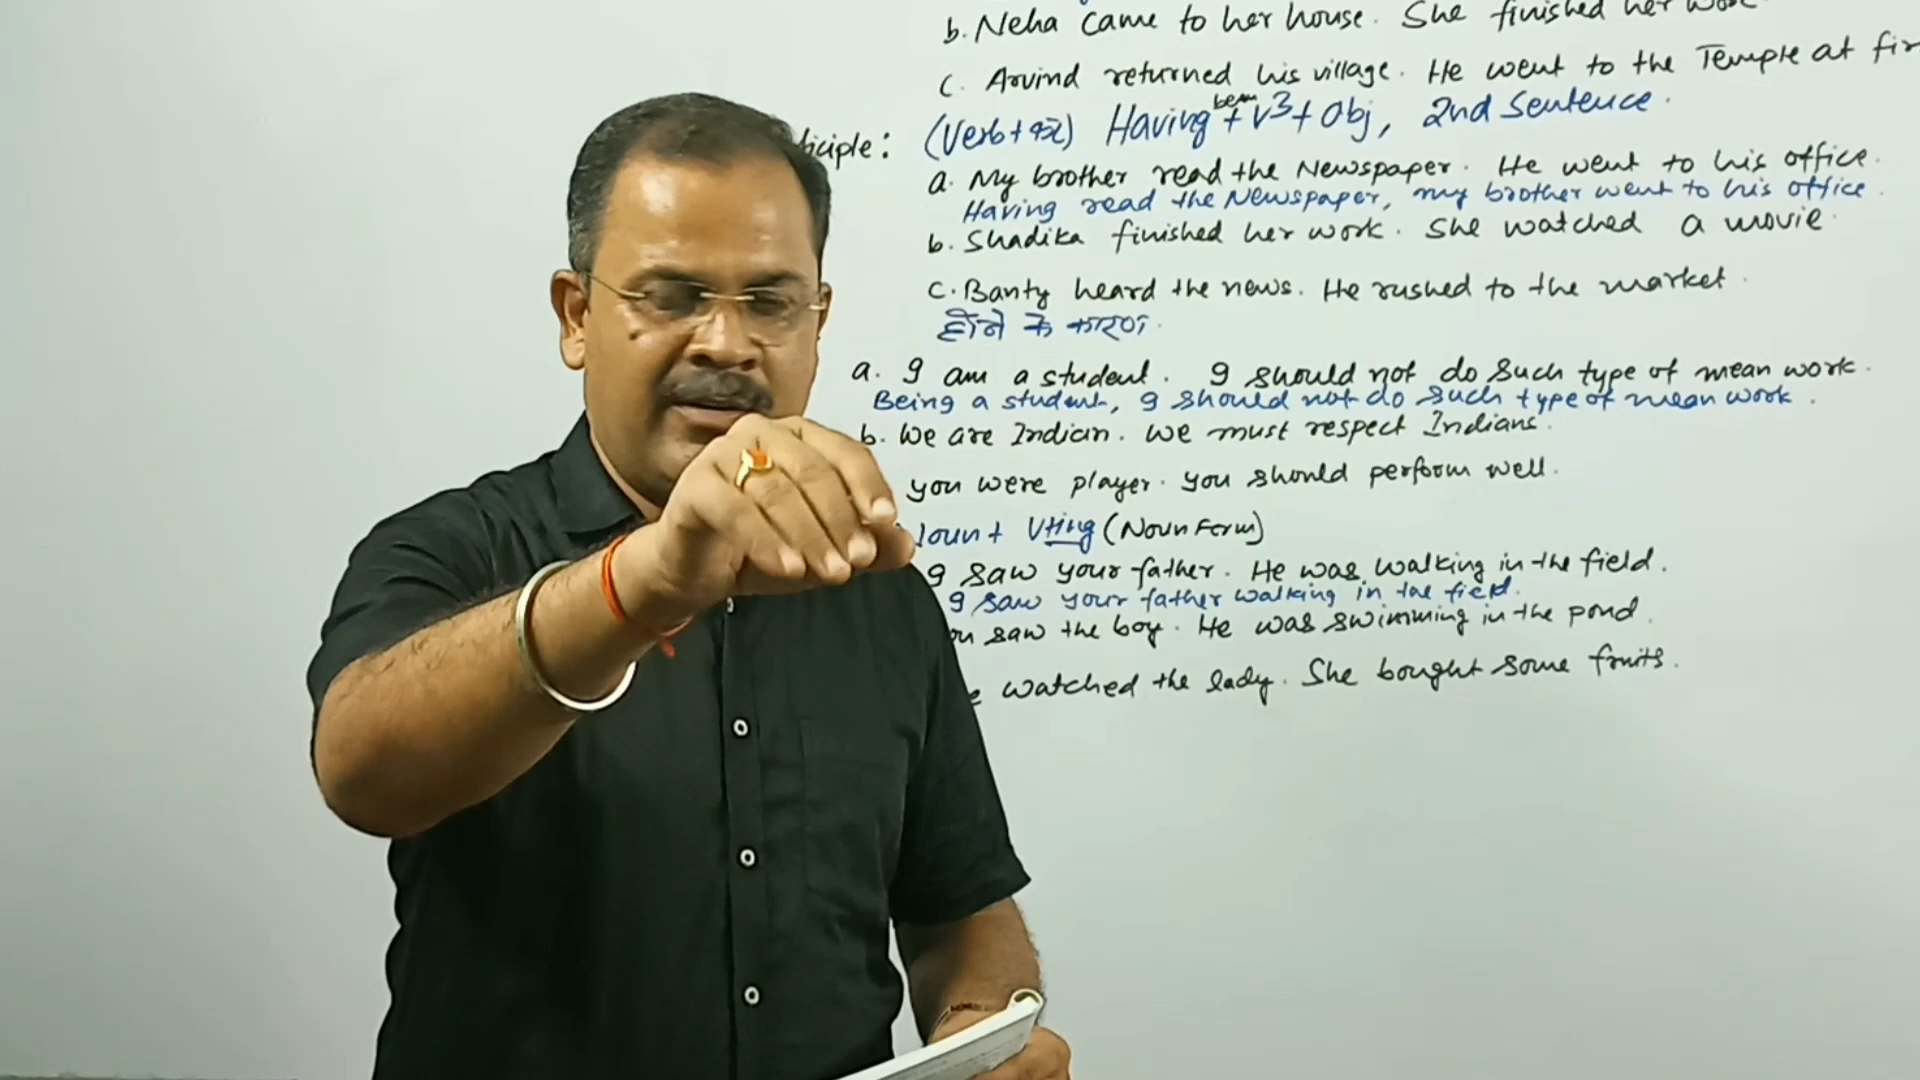 b. Neha came to her house. She finished her work
c. Arvind returned his village. He went to the Temple at fir
ticiple: (Verb+कर) Having + V3 + Obj, 2nd Sentence.
been
a. My brother read the Newspaper. He went to his office.
Having read the Newspaper, my brother went to his office.
b. Shadika finished her work. She watched a movie.
c. Banty heard the news. He rushed to the market.
होने के कारण.
a. I am a student. I should not do such type of mean work.
Being a student, I should not do such type of mean work.
b. We are Indian. We must respect Indians.
you were player. you should perform well.
Noun + V+ing (Noun Form)
I saw your father. He was walking in the field.
I saw your father walking in the field.
ou saw the boy. He was swimming in the pond.
e watched the lady. She bought some fruits.